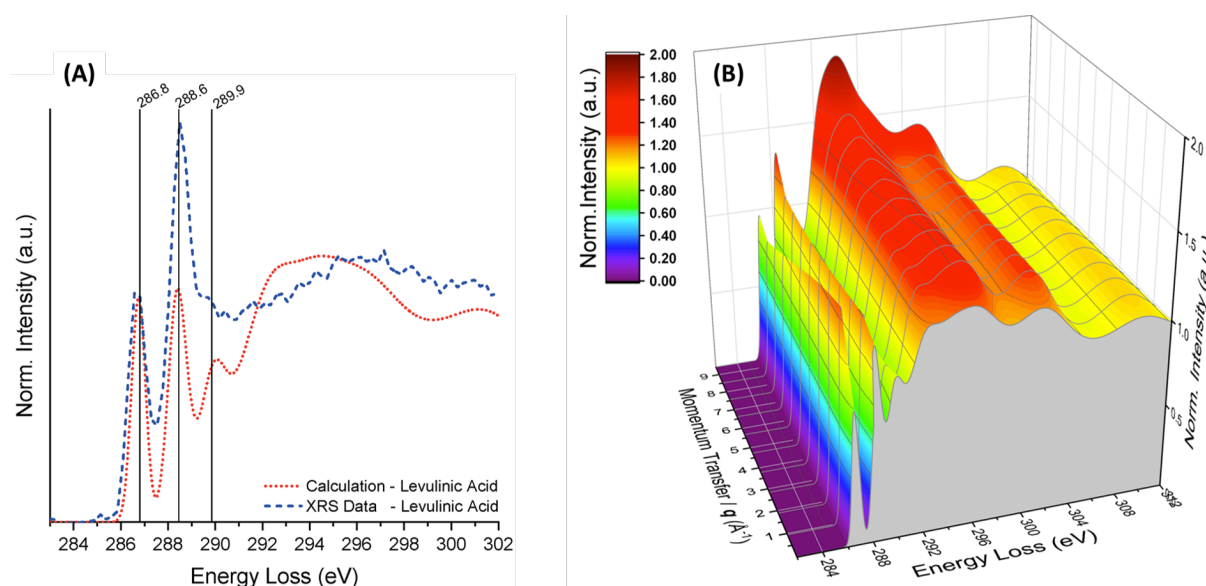 (A)
286.8
288.6
289.9
Norm. Intensity (a.u.)
Calculation - Levulinic Acid
XRS Data - Levulinic Acid
284 286 288 290 292 294 296 298 300 302
Energy Loss (eV)
(B)
Norm.Intensity (a.u.)
2.00
1.80
1.60
1.40
1.20
1.00
0.80
0.60
0.40
0.20
0.00
2.0
1.5
1.0
0.5
Norm. Intensity (a.u.)
9
8
7
6
5
4
3
2
1
Momentum Transfer / q (Å-1)
284 288 292 296 300 304 308
Energy Loss (eV)